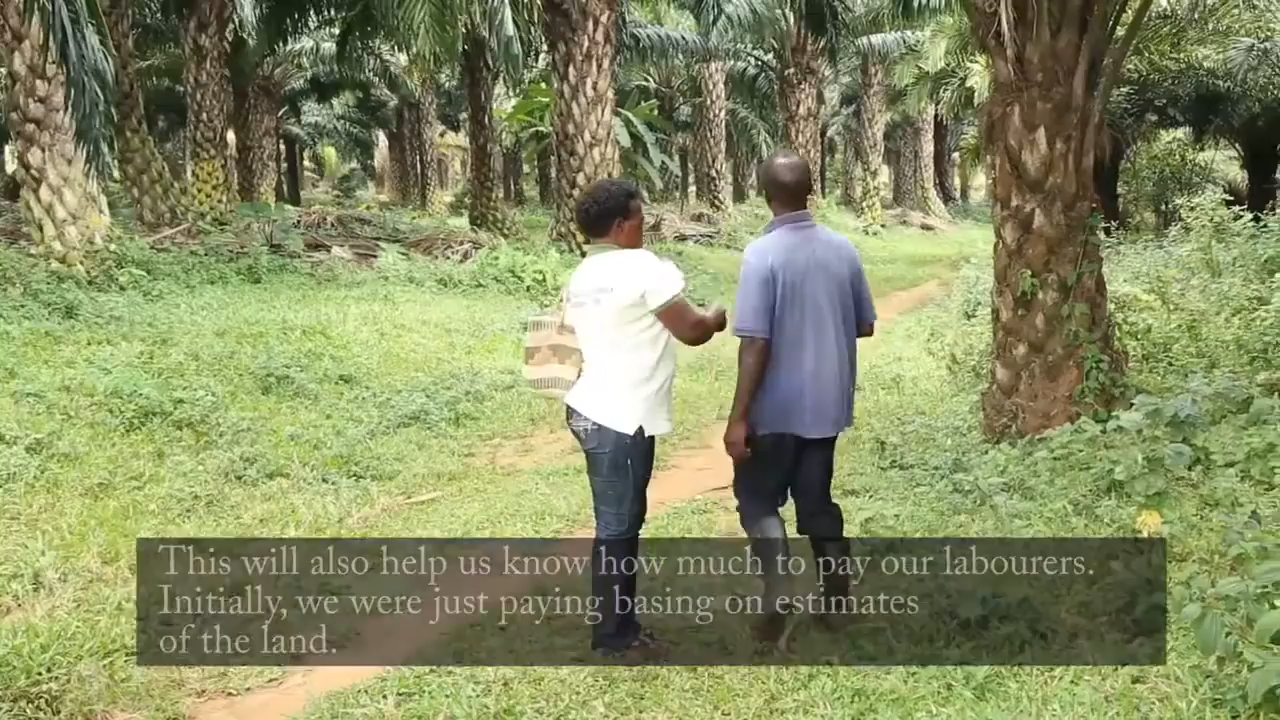 This will also help us know how much to pay our labourers.
Initially, we were just paying basing on estimates
of the land.